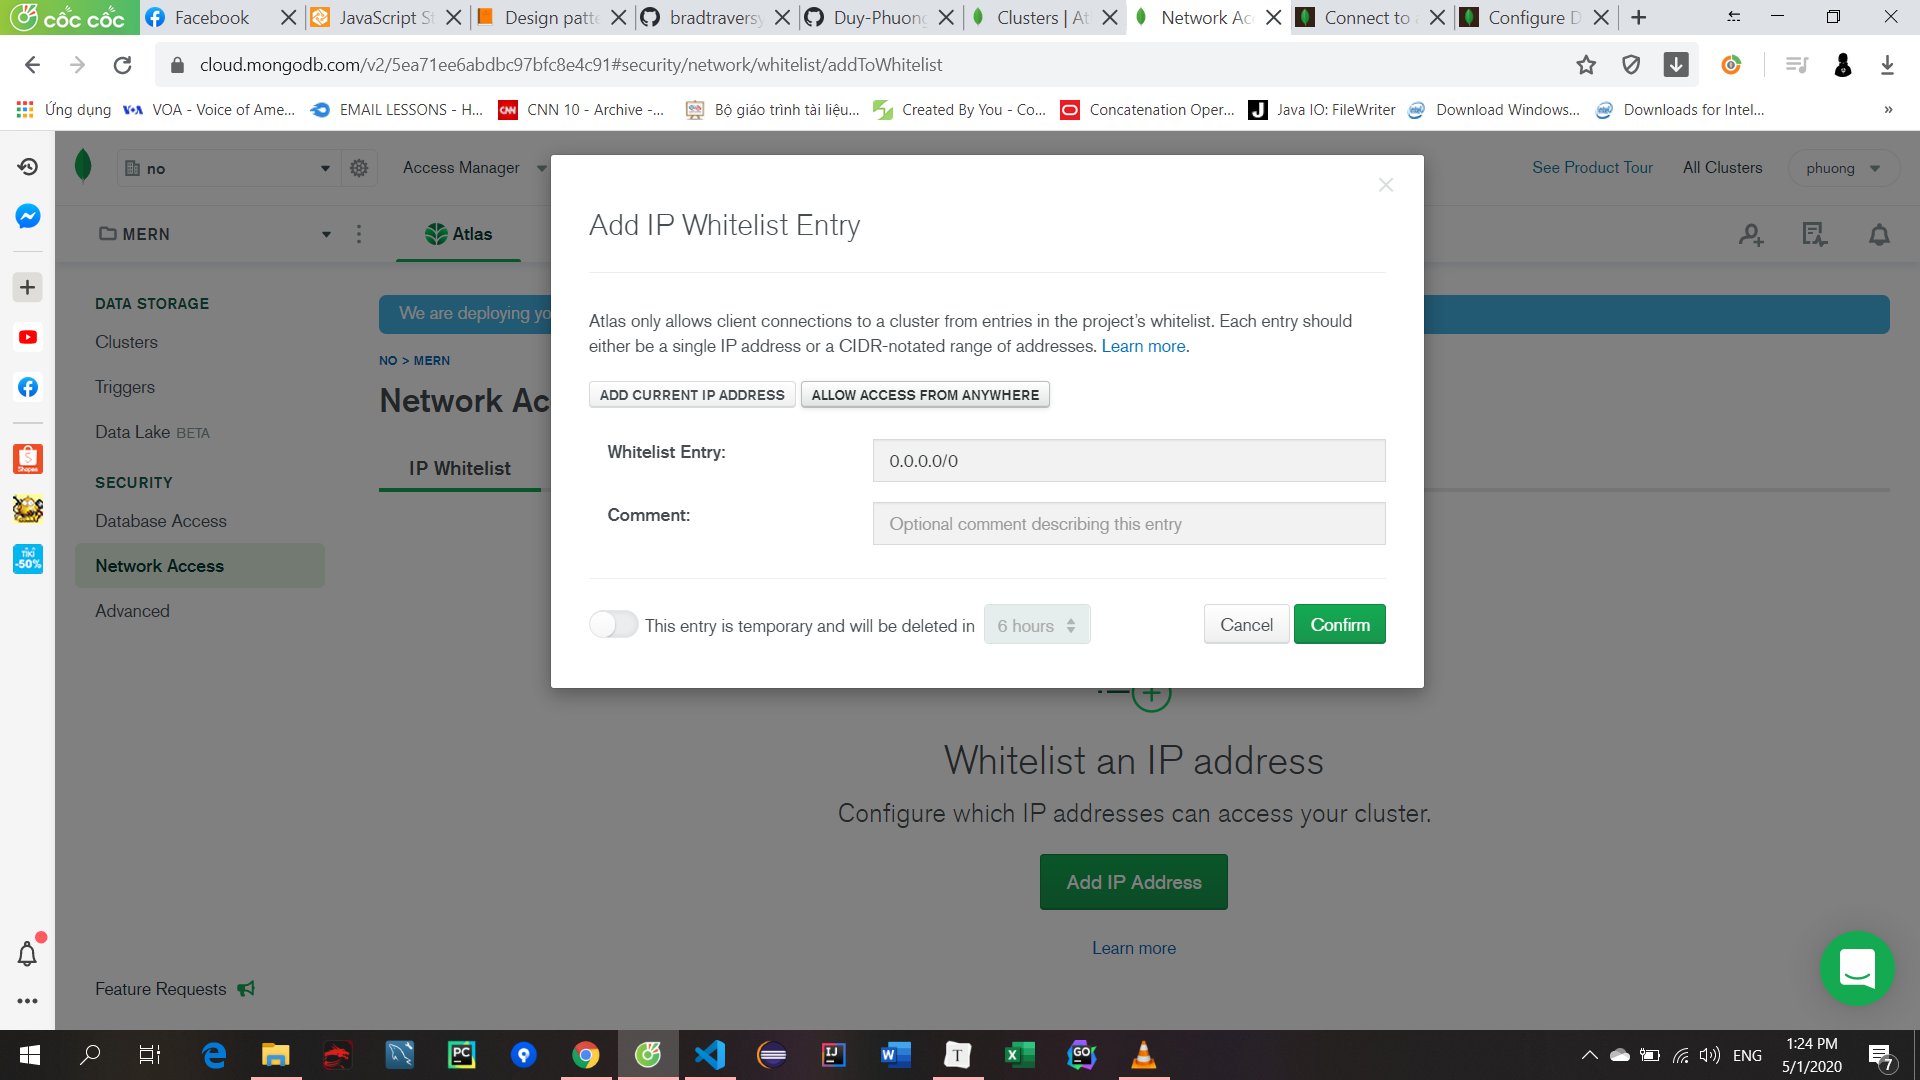 cốc cốc
Facebook
JavaScript St
Design patte
bradtraversy
Duy-Phuong
Clusters | At
Network Acc
Connect to a
Configure D
cloud.mongodb.com/v2/5ea71ee6abdbc97bfc8e4c91#security/network/whitelist/addToWhitelist
Ứng dụng
VOA - Voice of Ame...
EMAIL LESSONS - H...
CNN 10 - Archive -...
Bộ giáo trình tài liệu...
Created By You - Co...
Concatenation Oper...
Java IO: FileWriter
Download Windows...
Downloads for Intel...
»
no
Access Manager
See Product Tour
All Clusters
phuong
MERN
Atlas
DATA STORAGE
Clusters
Triggers
Data Lake BETA
SECURITY
Database Access
Network Access
Advanced
Feature Requests
We are deploying yo
NO > MERN
Network Ac
IP Whitelist
Add IP Whitelist Entry
Atlas only allows client connections to a cluster from entries in the project's whitelist. Each entry should
either be a single IP address or a CIDR-notated range of addresses. Learn more.
ADD CURRENT IP ADDRESS
ALLOW ACCESS FROM ANYWHERE
Whitelist Entry:
0.0.0.0/0
Comment:
Optional comment describing this entry
This entry is temporary and will be deleted in
6 hours
Cancel
Confirm
Whitelist an IP address
Configure which IP addresses can access your cluster.
Add IP Address
Learn more
Shopee
TIKI
-50%
ENG
1:24 PM
5/1/2020
7